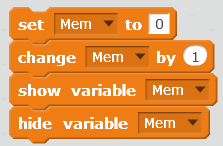 set Mem to 0
change Mem by 1
show variable Mem
hide variable Mem